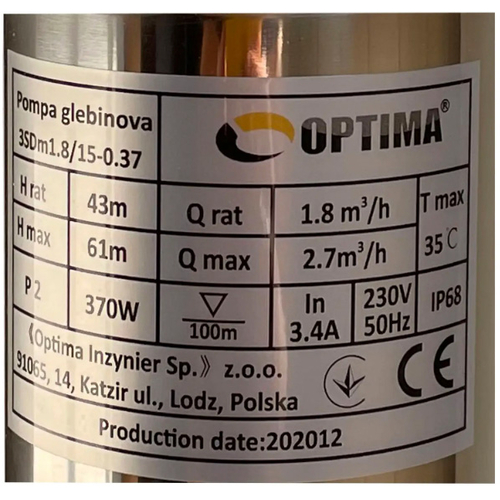 Pompa glebinova
3SDm1.8/15-0.37
OPTIMA®
H rat 43m Q rat 1.8 m³/h T max
H max 61m Q max 2.7m³/h 35℃
P2 370W 100m In 3.4A 230V 50Hz IP68
《Optima Inzynier Sp.》 z.o.o.
91065, 14, Katzir ul., Lodz, Polska
CE
Production date:202012